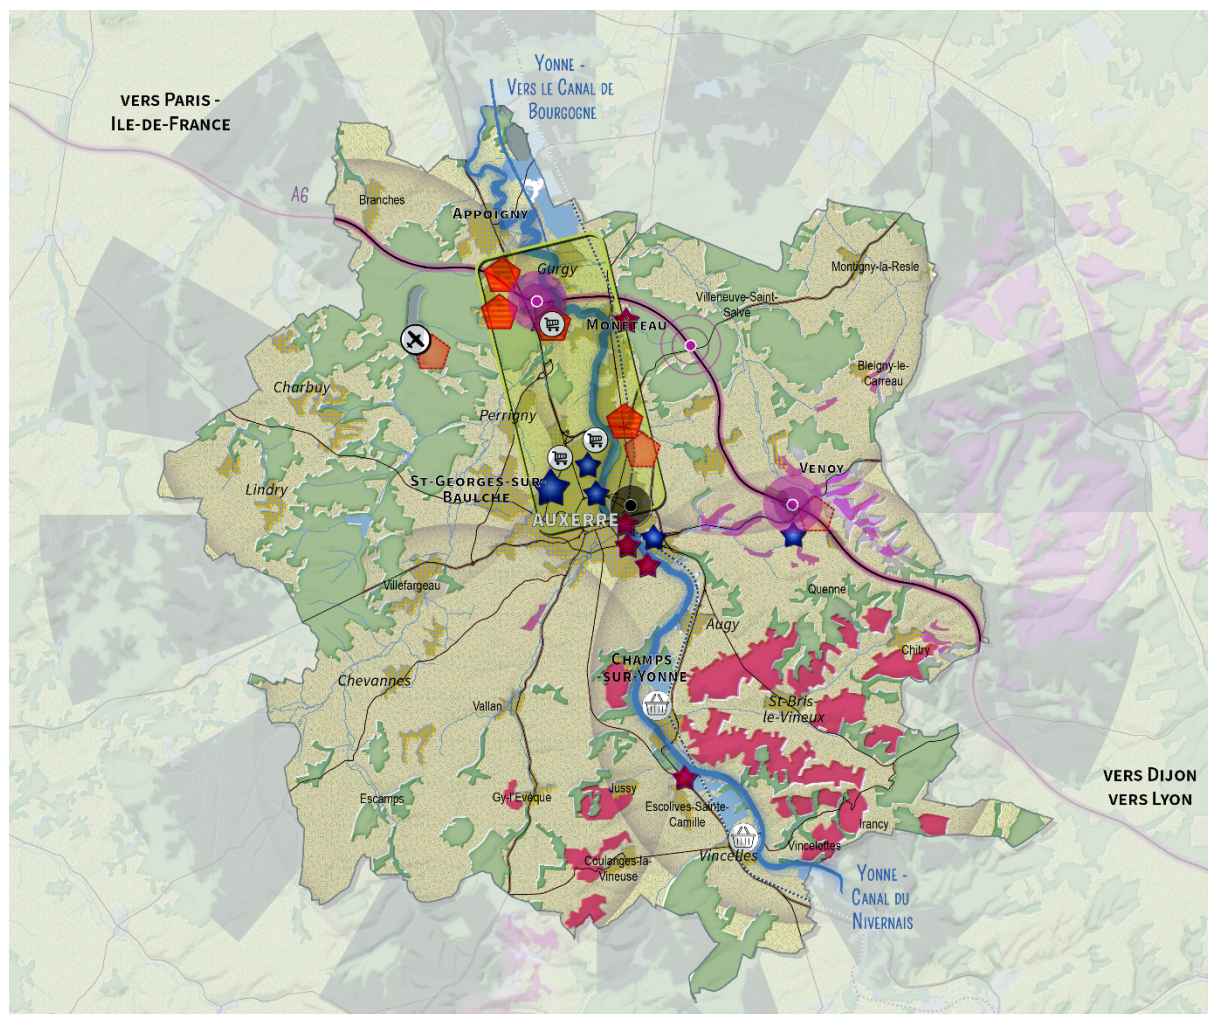 YONNE -
VERS LE CANAL DE
BOURGOGNE
VERS PARIS -
ILE-DE-FRANCE
A6
Branches
APPOIGNY
Gurgy
Montigny-la-Resle
Villeneuve-Saint-
Salve
MONÉTEAU
Bleigny-le-
Carreau
Charbuy
Perrigny
VENOY
ST-GEORGES-SUR-
BAULCHE
Lindry
AUXERRE
Villefargeau
Quenne
Augy
Chitry
CHAMPS
-SUR-YONNE
Chevannes
St-Bris-
le-Vineux
Vallan
VERS DIJON
VERS LYON
Escamps
Gy-l'Evêque
Jussy
Escolives-Sainte-
Camille
Irancy
Vincelottes
Vincelles
Coulanges-la-
Vineuse
YONNE -
CANAL DU
NIVERNAIS